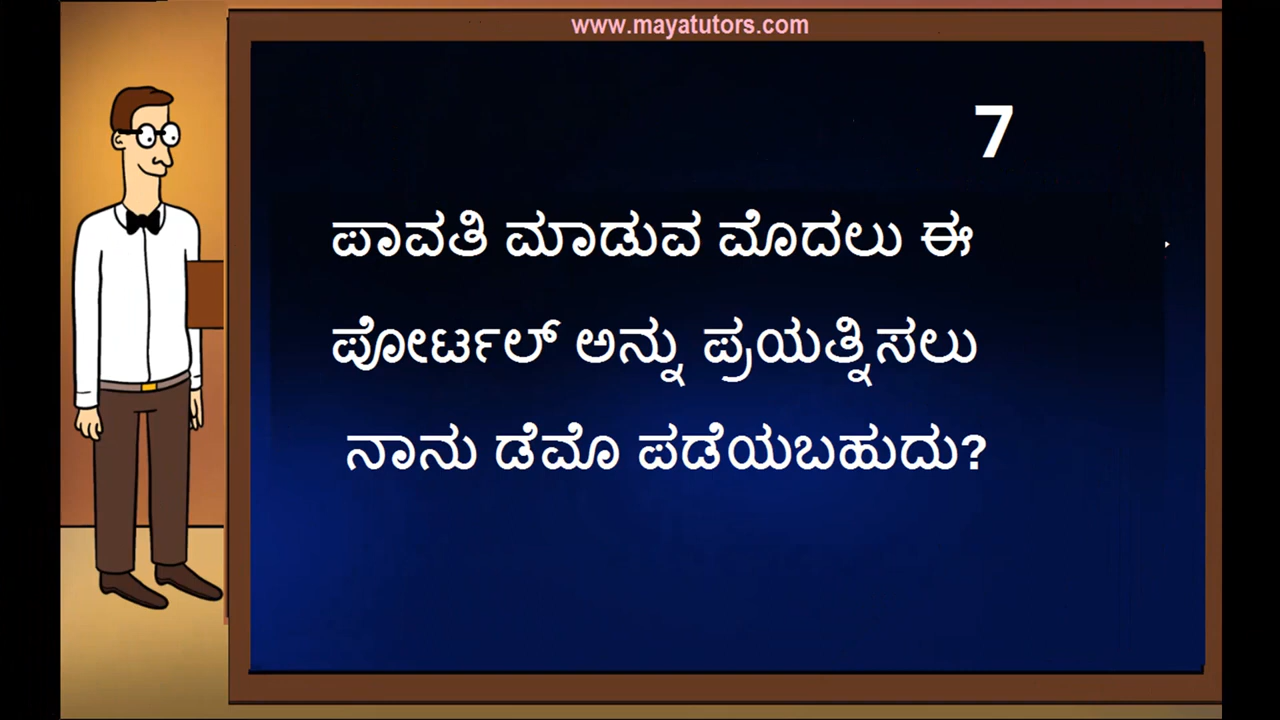 www.mayatutors.com
7
ಪಾವತಿ ಮಾಡುವ ಮೊದಲು ಈ
ಪೋರ್ಟಲ್ ಅನ್ನು ಪ್ರಯತ್ನಿಸಲು
ನಾನು ಡೆಮೊ ಪಡೆಯಬಹುದು?